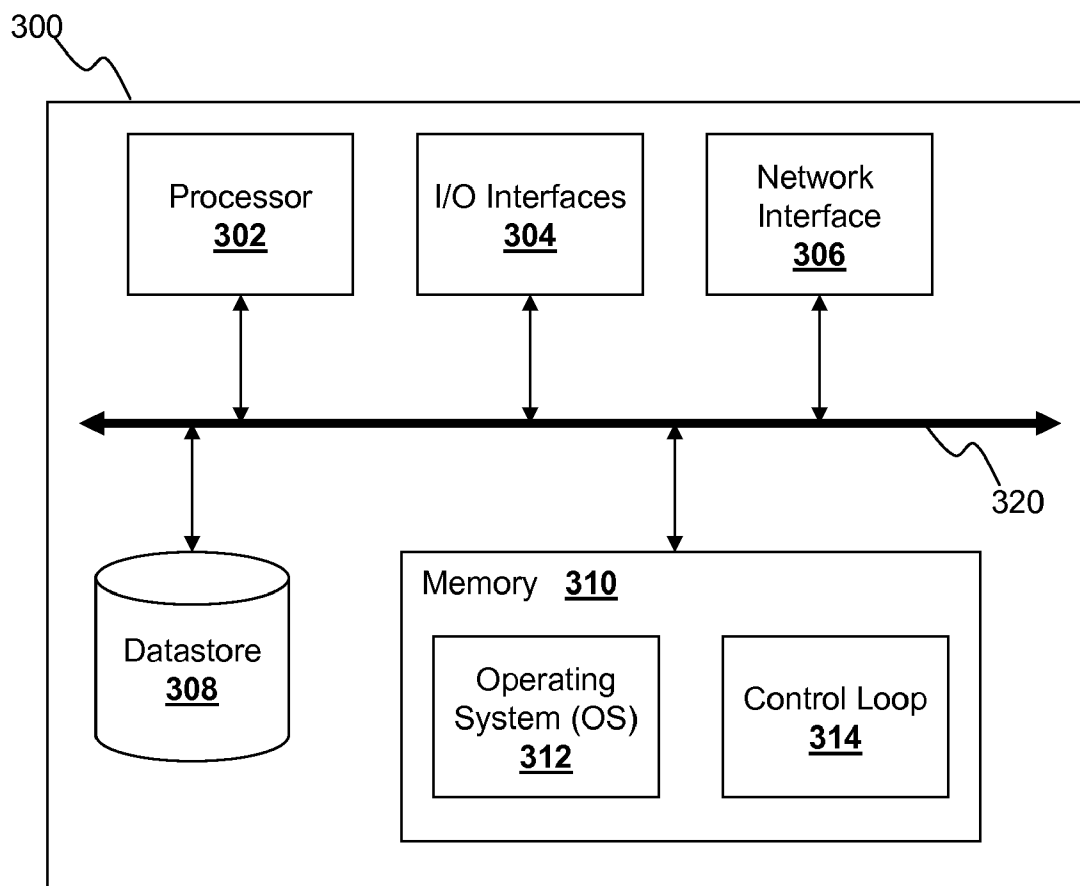 300
Processor
302
I/O Interfaces
304
Network
Interface
306
320
Datastore
308
Memory 310
Operating
System (OS)
312
Control Loop
314